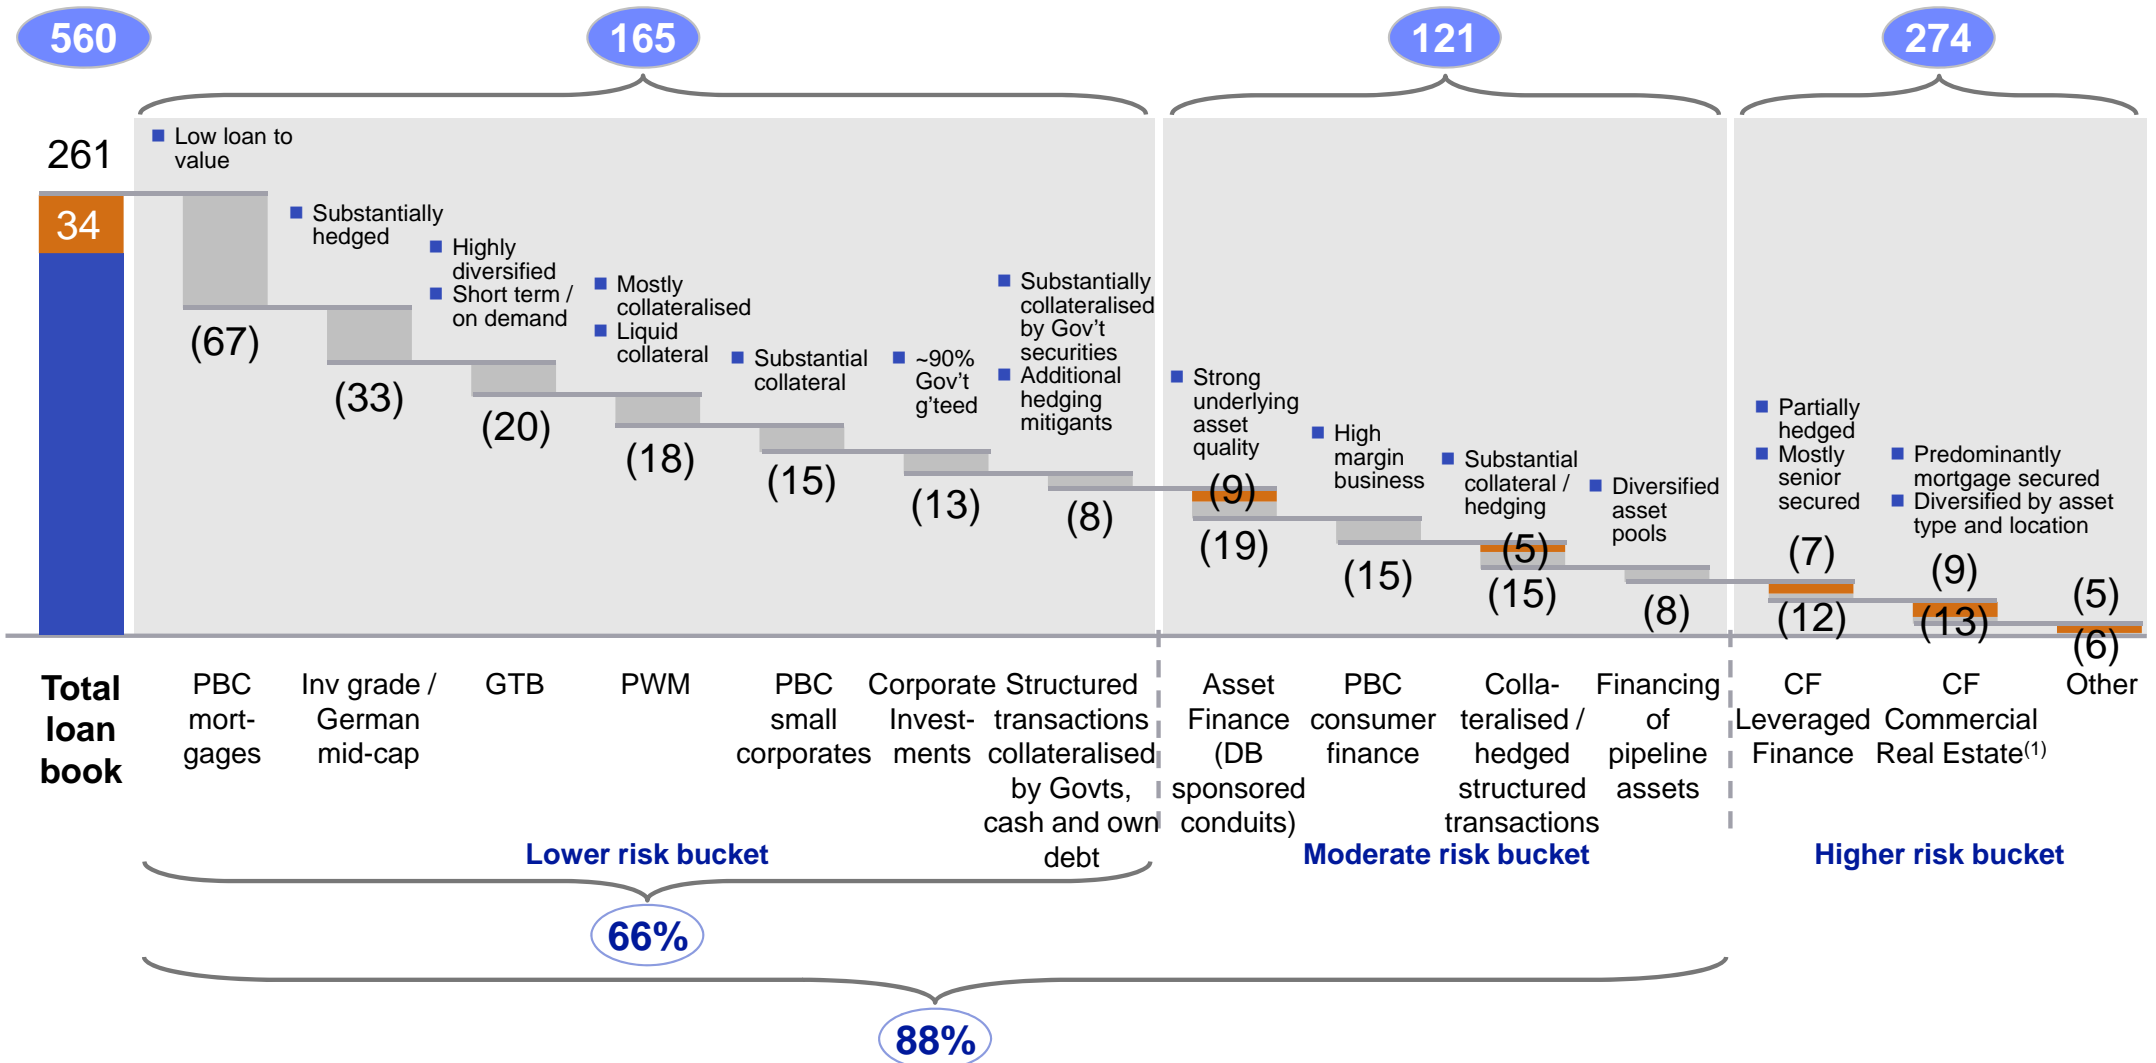 560
165
121
274
261
34
■ Low loan to
value
■ Substantially
hedged
■ Highly
diversified
■ Short term /
on demand
■ Mostly
collateralised
■ Liquid
collateral
■ Substantial
collateral
■ ~90%
Gov't
g'teed
■ Substantially
collateralised
by Gov't
securities
■ Additional
hedging
mitigants
■ Strong
underlying
asset
quality
■ High
margin
business
■ Substantial
collateral /
hedging
■ Diversified
asset
pools
■ Partially
hedged
■ Mostly
senior
secured
■ Predominantly
mortgage secured
■ Diversified by asset
type and location
(67)
(33)
(20)
(18)
(15)
(13)
(8)
(9)
(19)
(15)
(5)
(15)
(8)
(7)
(12)
(9)
(13)
(5)
(6)
Total
loan
book
PBC
mort-
gages
Inv grade /
German
mid-cap
GTB
PWM
PBC
small
corporates
Corporate
Invest-
ments
Structured
transactions
collateralised
by Govts,
cash and own
debt
Asset
Finance
(DB
sponsored
conduits)
PBC
consumer
finance
Colla-
teralised /
hedged
structured
transactions
Financing
of
pipeline
assets
CF
Leveraged
Finance
CF
Commercial
Real Estate(1)
Other
Lower risk bucket
Moderate risk bucket
Higher risk bucket
66%
88%